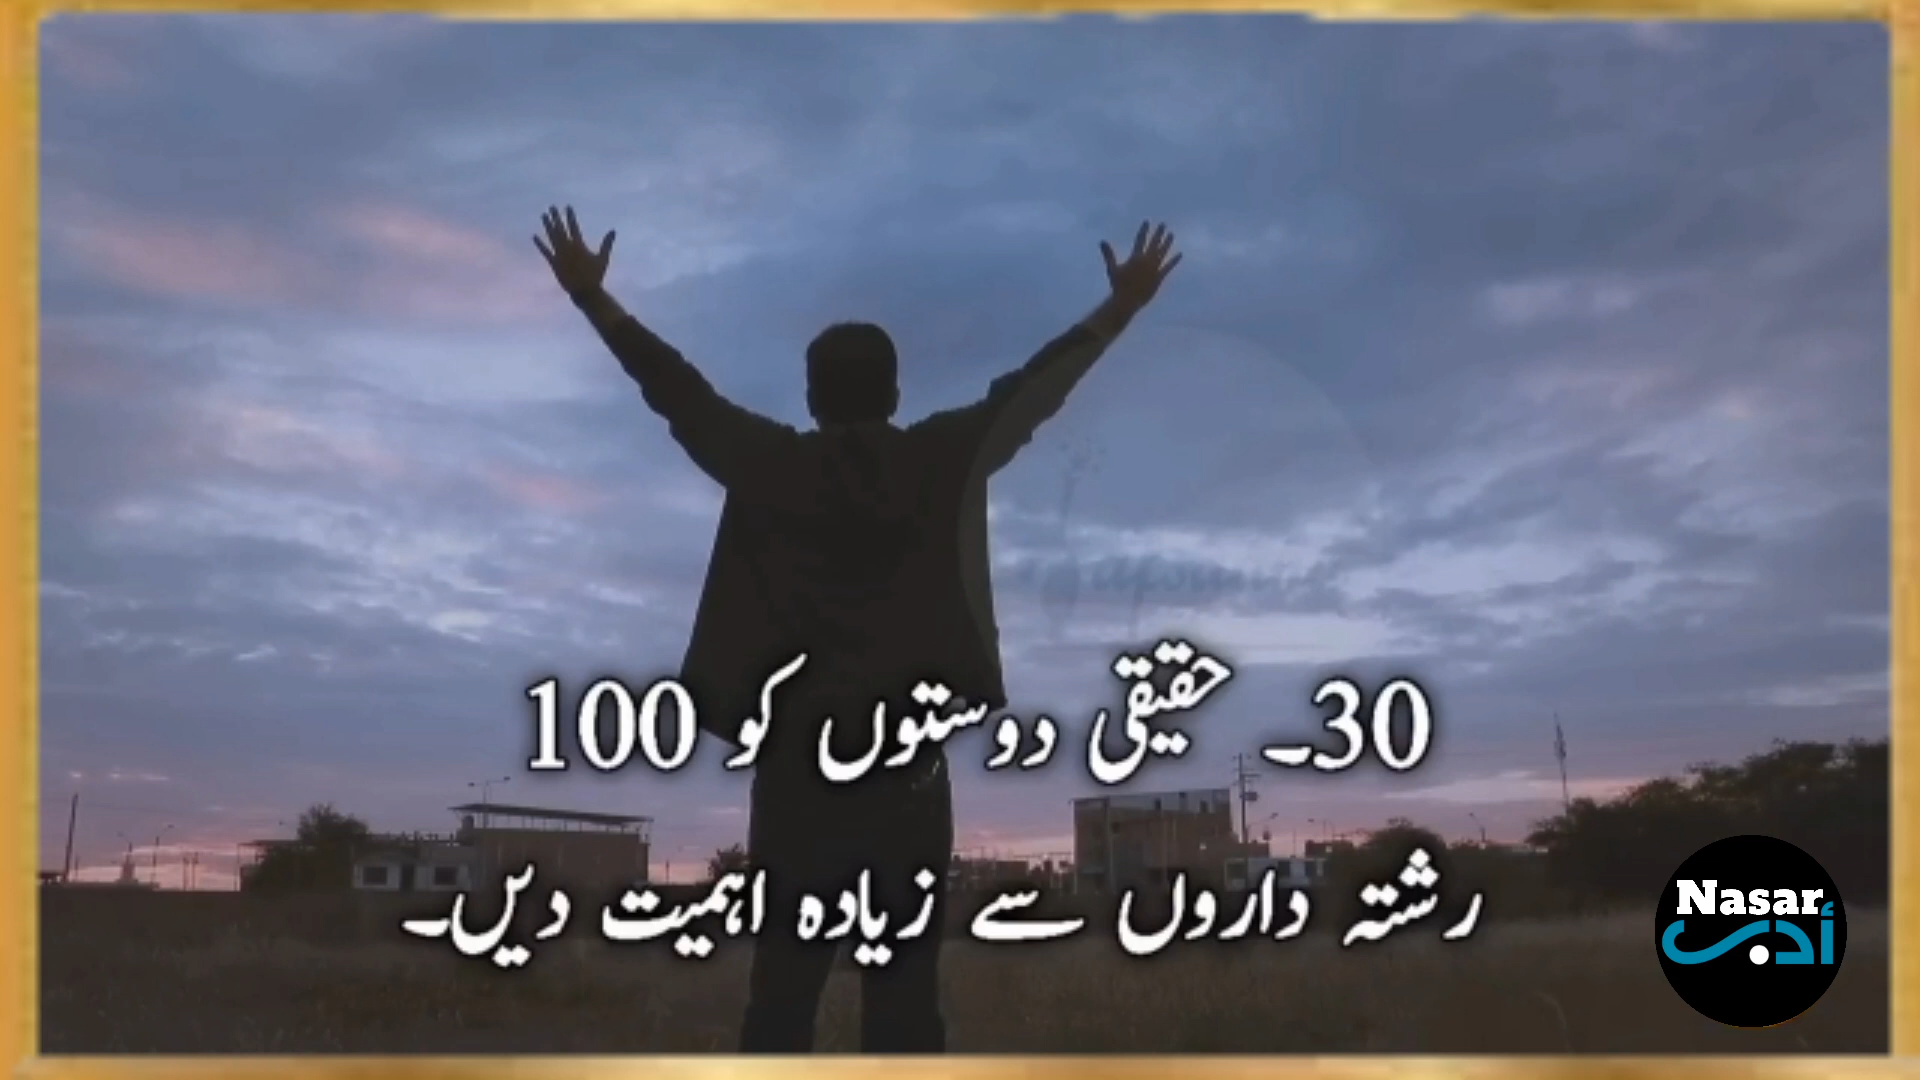 30۔ حقیقی دوستوں کو 100
رشتہ داروں سے زیادہ اہمیت دیں۔
Nasar
أدب